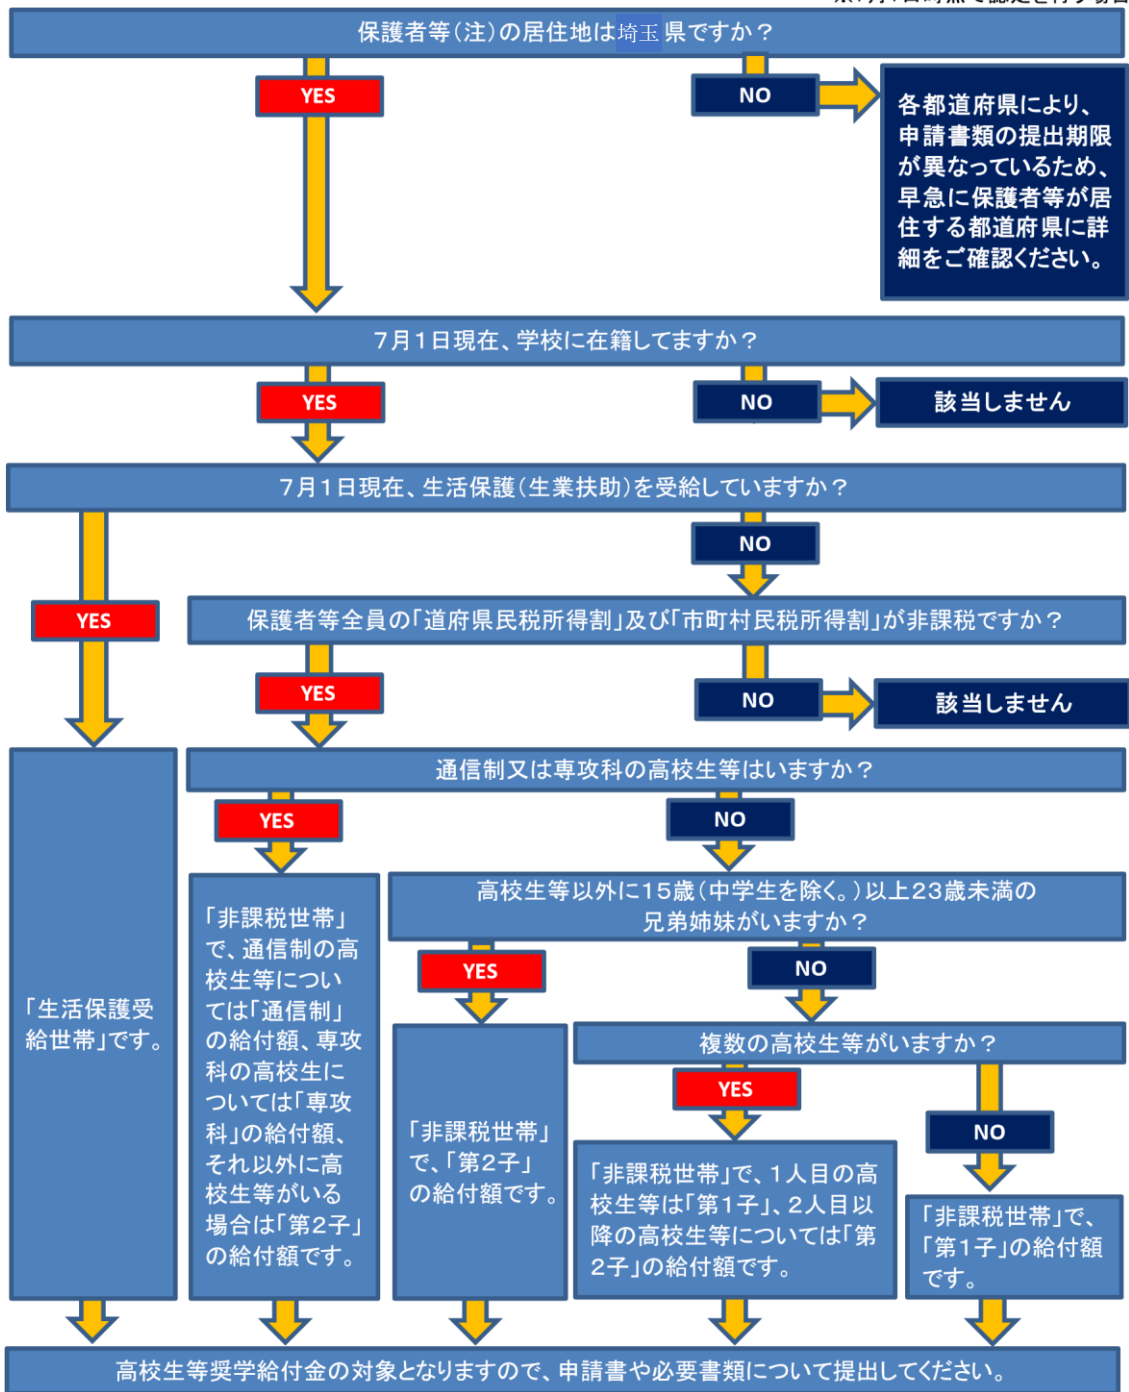 保護者等(注)の居住地は埼玉県ですか？
YES
NO
各都道府県により、
申請書類の提出期限
が異なっているため、
早急に保護者等が居
住する都道府県に詳
細をご確認ください。
7月1日現在、学校に在籍してますか？
YES
NO
該当しません
7月1日現在、生活保護(生業扶助)を受給していますか？
NO
YES
保護者等全員の「道府県民税所得割」及び「市町村民税所得割」が非課税ですか？
YES
NO
該当しません
通信制又は専攻科の高校生等はいますか？
YES
NO
高校生等以外に15歳(中学生を除く。)以上23歳未満の
兄弟姉妹がいますか？
「非課税世帯」
で、通信制の高
校生等につい
ては「通信制」
の給付額、専攻
科の高校生に
ついては「専攻
科」の給付額、
それ以外に高
校生等がいる
場合は「第2子」
の給付額です。
YES
NO
「生活保護受
給世帯」です。
複数の高校生等がいますか？
YES
NO
「非課税世帯」
で、「第2子」
の給付額です。
「非課税世帯」で、1人目の高
校生等は「第1子」、2人目以
降の高校生等については「第
2子」の給付額です。
「非課税世帯」で、
「第1子」の給付額
です。
高校生等奨学給付金の対象となりますので、申請書や必要書類について提出してください。